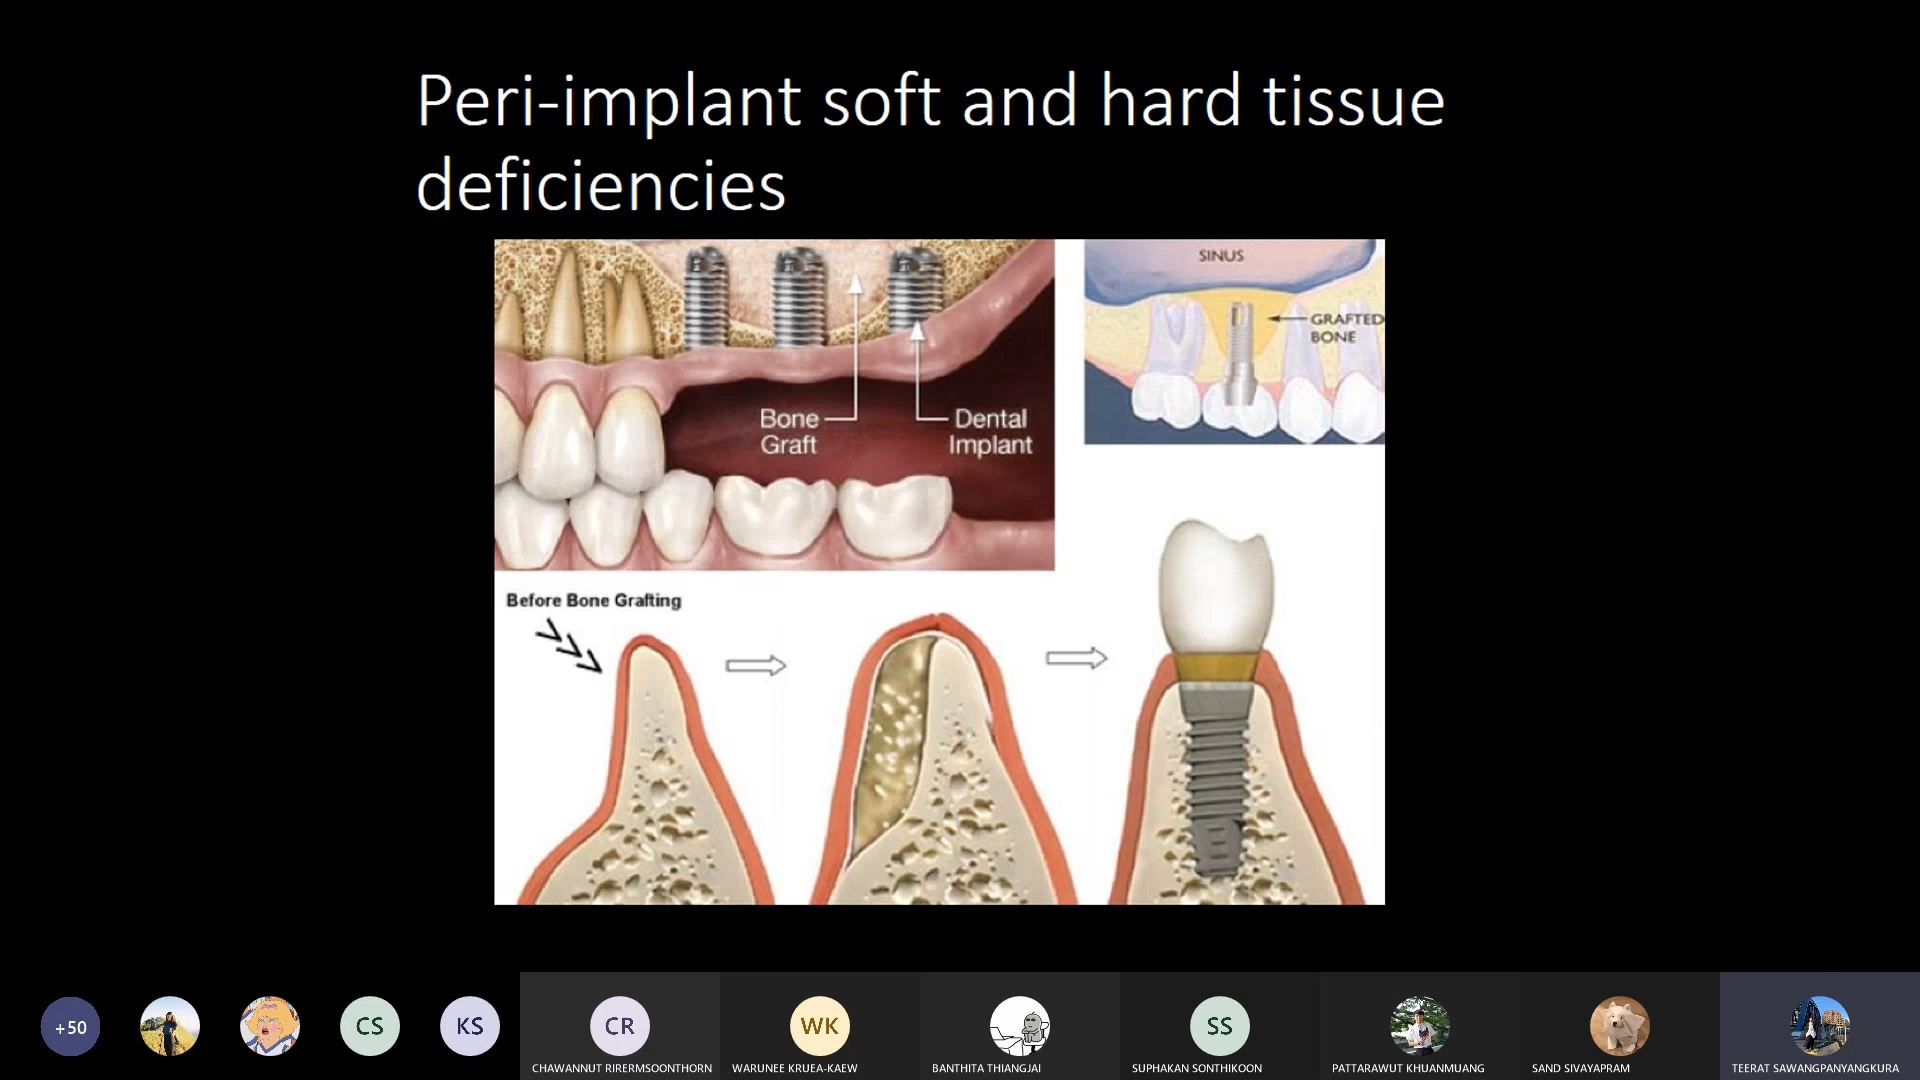 Peri-implant soft and hard tissue
deficiencies
Bone
Graft
Dental
Implant
SINUS
GRAFTED
BONE
Before Bone Grafting
+50
CS
KS
CR
WK
SS
CHAWANNUT RIRERMSOONTHORN
WARUNEE KRUEA-KAEW
BANTHITA THIANGJAI
SUPHAKAN SONTHIKOON
PATTARAWUT KHUANMUANG
SAND SIVAYAPRAM
TEERAT SAWANGPANYANGKURA